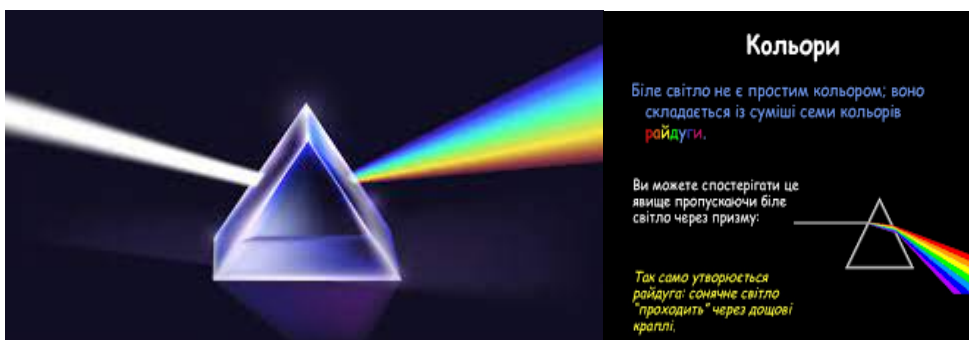 Кольори
Біле світло не є простим кольором; воно
складається із суміші семи кольорів
райдуги.
Ви можете спостерігати це
явище пропускаючи біле
світло через призму:
Так само утворюється
райдуга: сонячне світло
"проходить" через дощові
краплі.